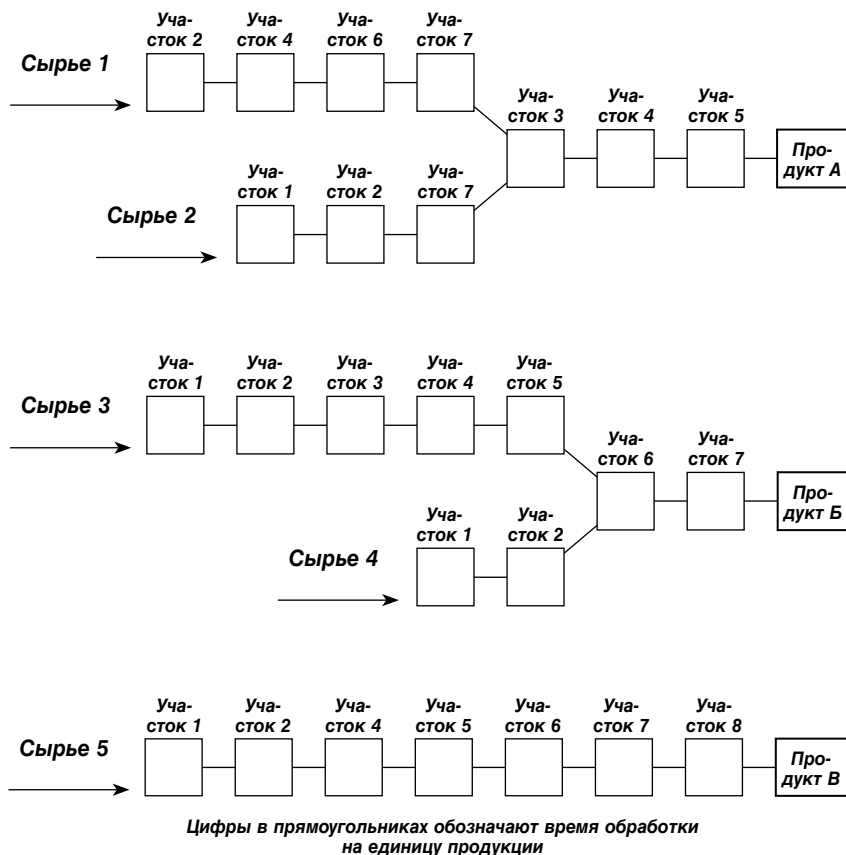 Уча-
сток 2
Уча-
сток 4
Уча-
сток 6
Уча-
сток 7
Сырье 1
Уча-
сток 3
Уча-
сток 4
Уча-
сток 5
Про-
дукт А
Уча-
сток 1
Уча-
сток 2
Уча-
сток 7
Сырье 2
Уча-
сток 1
Уча-
сток 2
Уча-
сток 3
Уча-
сток 4
Уча-
сток 5
Сырье 3
Уча-
сток 6
Уча-
сток 7
Про-
дукт Б
Уча-
сток 1
Уча-
сток 2
Сырье 4
Уча-
сток 1
Уча-
сток 2
Уча-
сток 4
Уча-
сток 5
Уча-
сток 6
Уча-
сток 7
Уча-
сток 8
Сырье 5
Про-
дукт В
Цифры в прямоугольниках обозначают время обработки
на единицу продукции